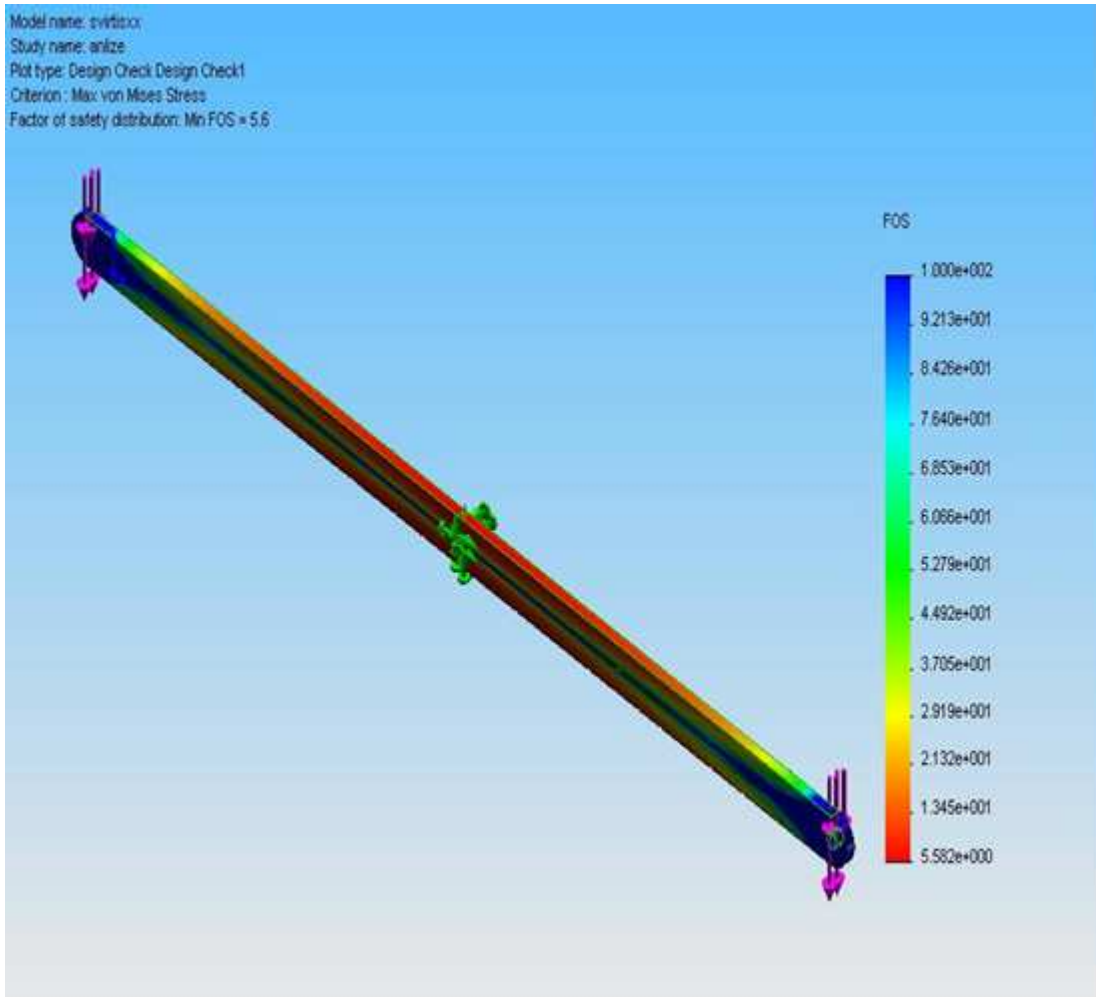 Model name: svirtisxx
Study name: anlize
Plot type: Design Check Design Check1
Criterion : Max von Mises Stress
Factor of safety distribution: Min FOS = 5.6
FOS
1.000e+002
9.213e+001
8.426e+001
7.640e+001
6.853e+001
6.066e+001
5.279e+001
4.492e+001
3.705e+001
2.919e+001
2.132e+001
1.345e+001
5.582e+000